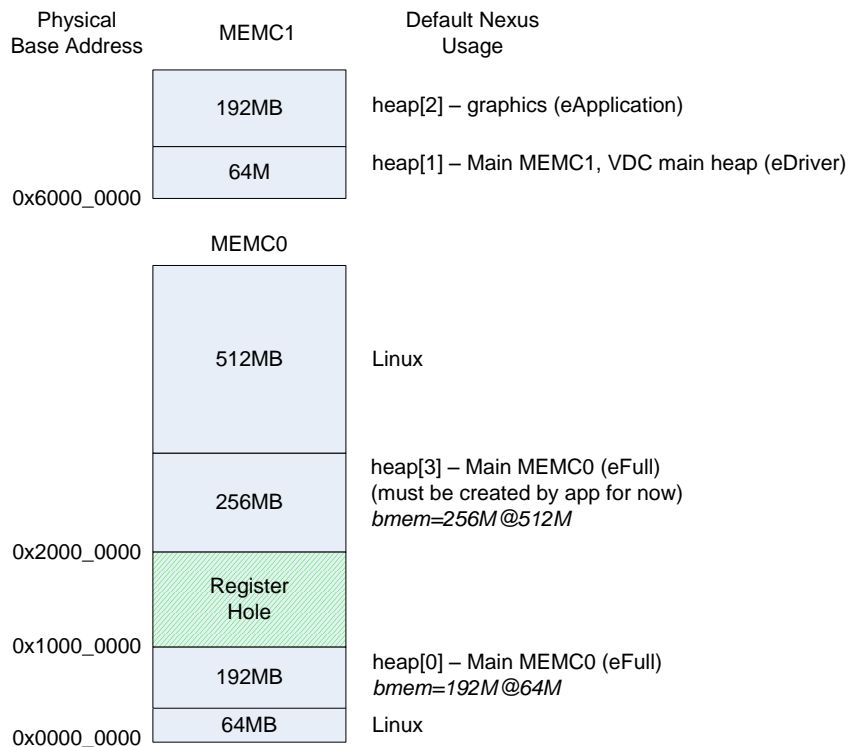 Physical
Base Address
MEMC1
Default Nexus
Usage
192MB
heap[2] – graphics (eApplication)
64M
heap[1] – Main MEMC1, VDC main heap (eDriver)
0x6000_0000
MEMC0
512MB
Linux
256MB
heap[3] – Main MEMC0 (eFull)
(must be created by app for now)
bmem=256M@512M
0x2000_0000
Register
Hole
0x1000_0000
192MB
heap[0] – Main MEMC0 (eFull)
bmem=192M@64M
64MB
Linux
0x0000_0000